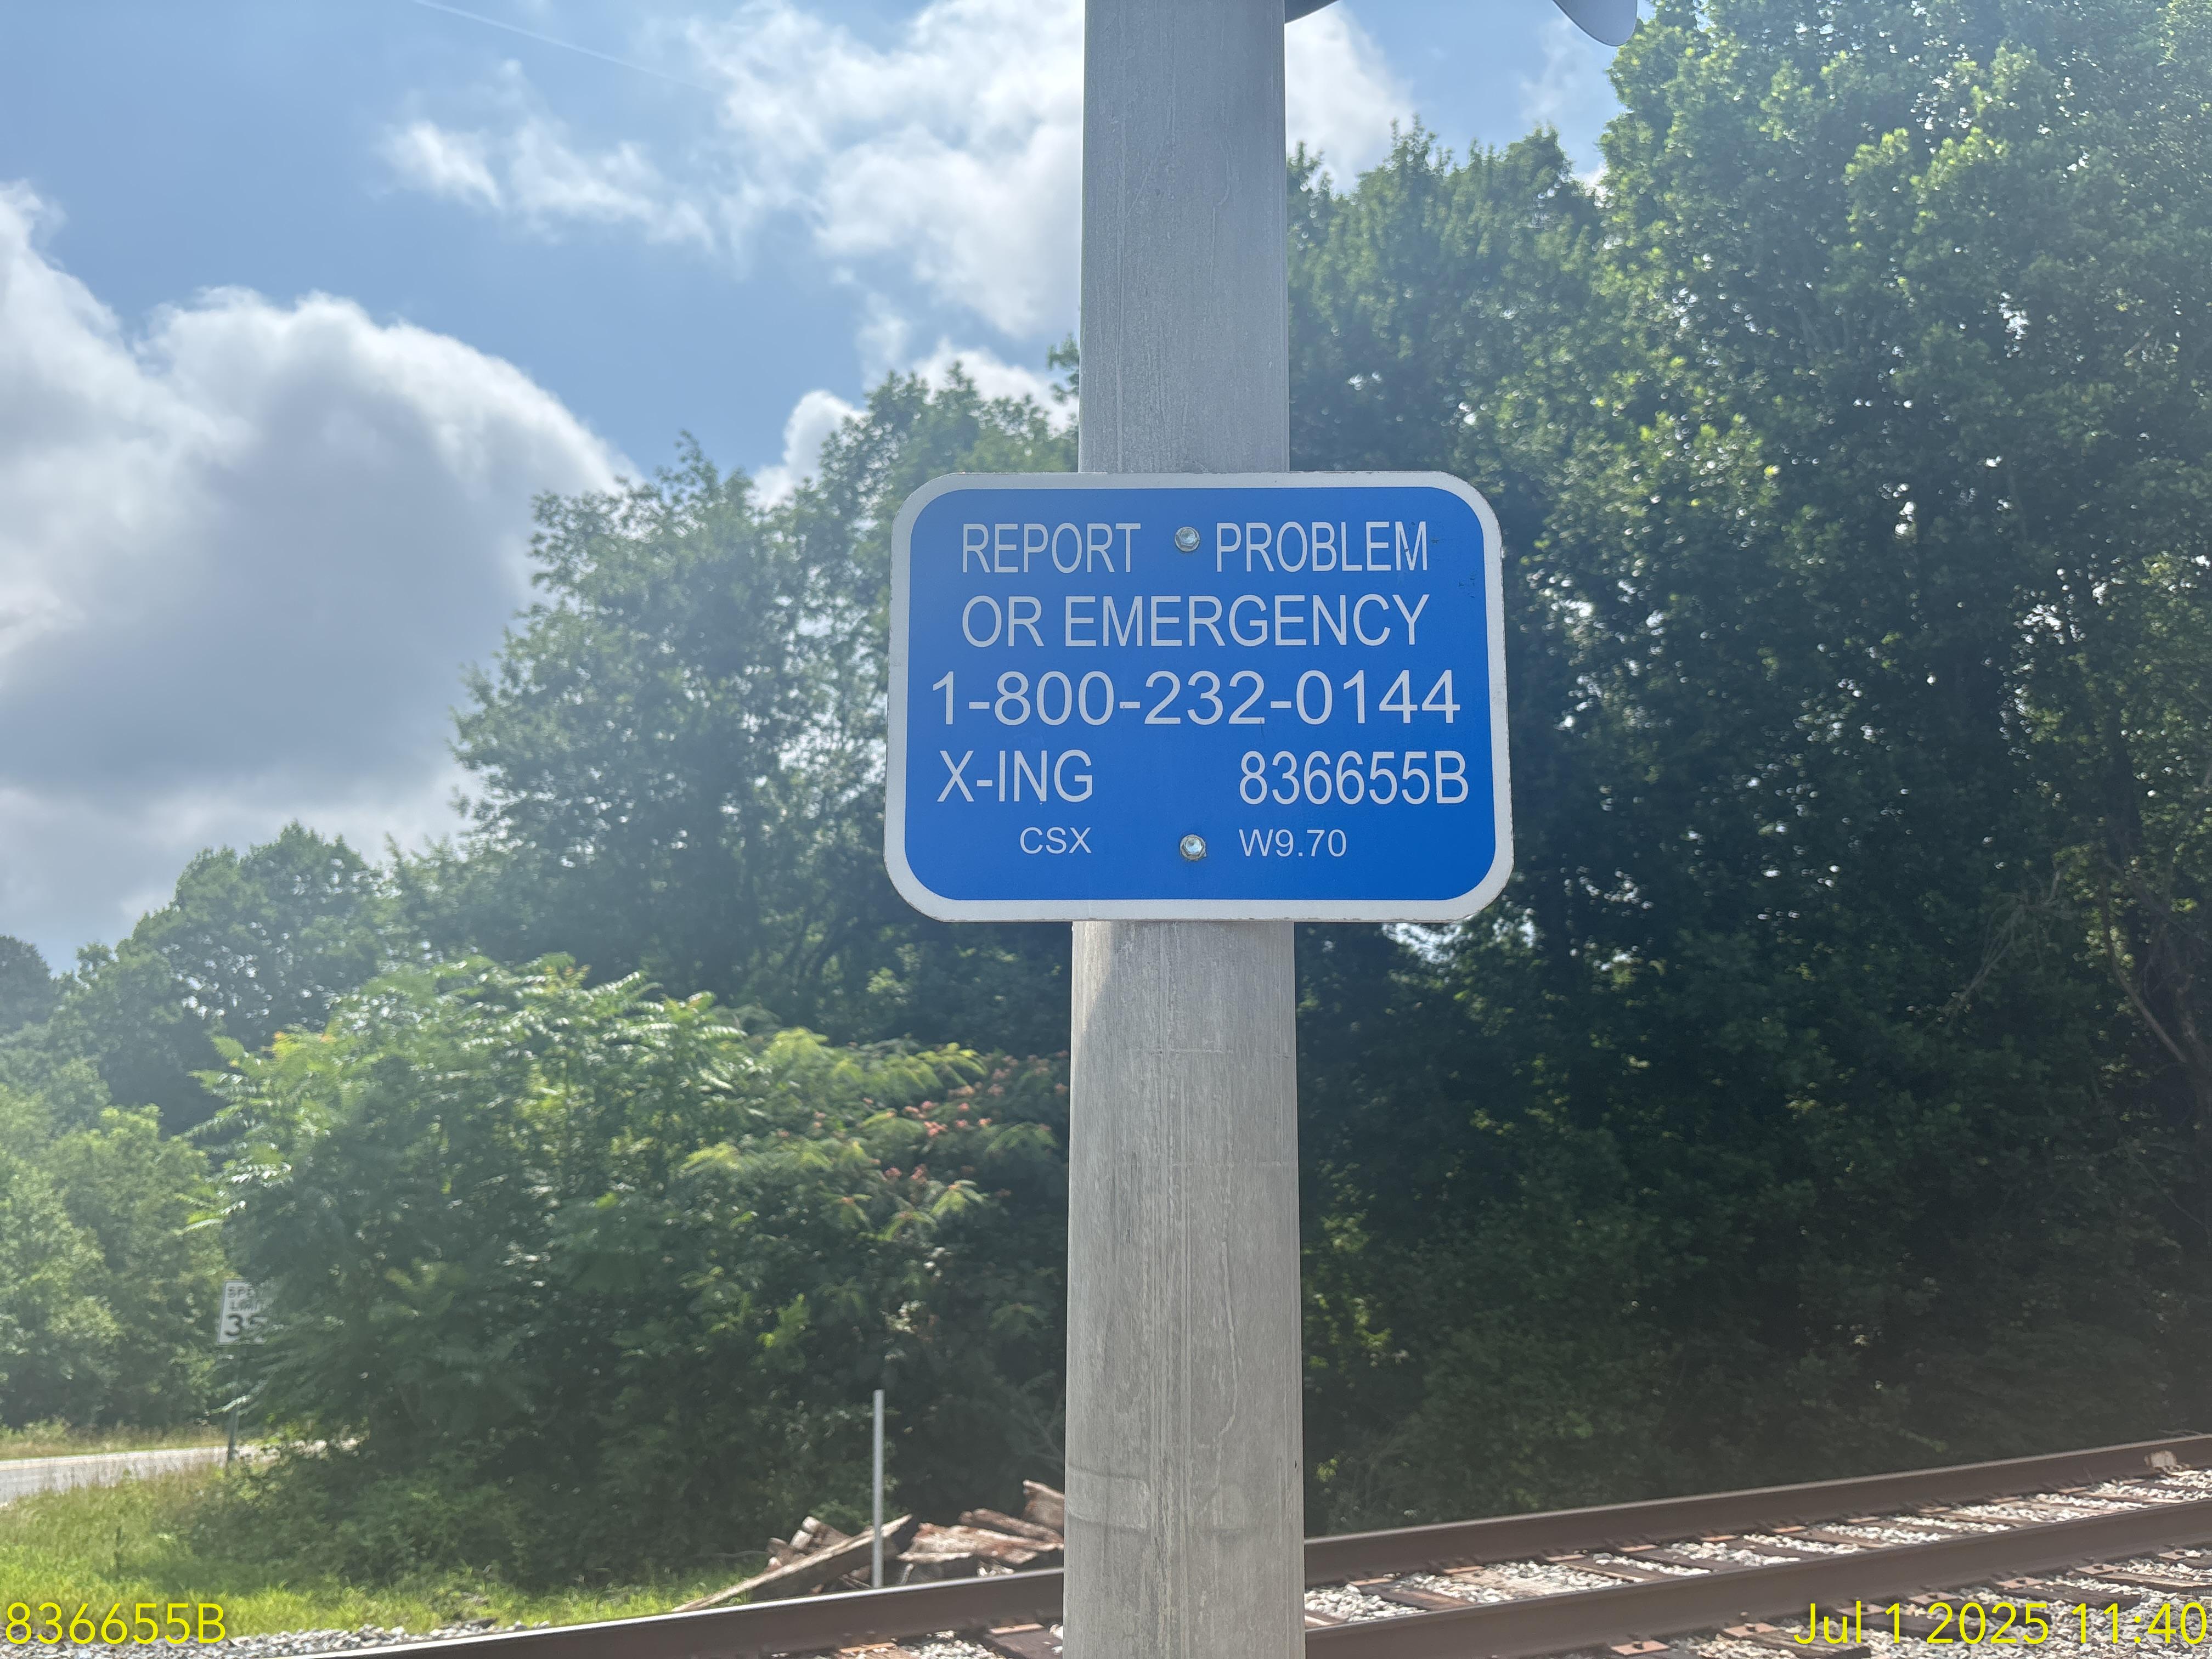 REPORT PROBLEM
OR EMERGENCY
1-800-232-0144
X-ING 836655B
CSX W9.70
LIMIT
836655B
Jul 1 2025 11:40